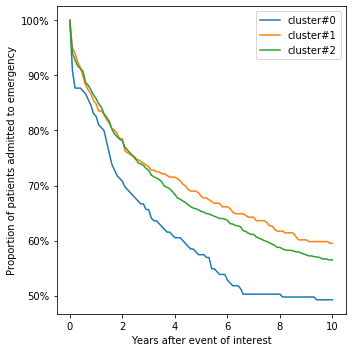 cluster#0
cluster#1
cluster#2
100%
90%
80%
70%
60%
50%
Proportion of patients admitted to emergency
0
2
4
6
8
10
Years after event of interest